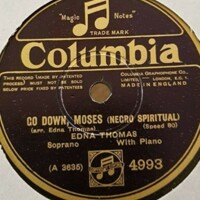 "Magic Notes"
TRADE MARK
Columbia
THIS RECORD (MADE BY PATENTED
PROCESS) MUST NOT BE SOLD
BELOW PRICE FIXED BY PATENTEES
COLUMBIA GRAPHOPHONE CO.
LIMITED, LONDON, E.C.1
MADE IN ENGLAND
GO DOWN, MOSES (NEGRO SPIRITUAL)
(arr. Edna Thomas) (Speed 80)
EDNA THOMAS
Soprano With Piano
(A 3635) 4993